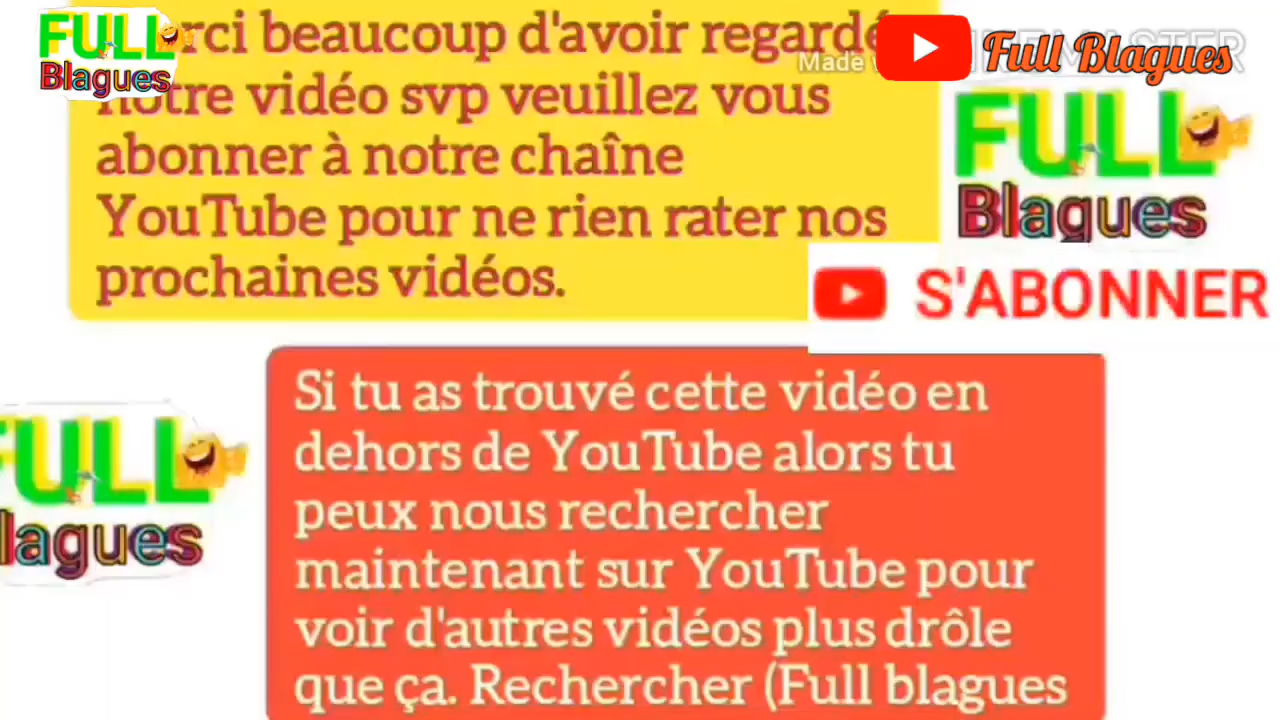 FULL
Blagues
beaucoup d'avoir regardé
Made
Full Blagues
notre vidéo svp veuillez vous
abonner à notre chaîne
YouTube pour ne rien rater nos
prochaines vidéos.
FULL
Blagues
S'ABONNER
Si tu as trouvé cette vidéo en
dehors de YouTube alors tu
peux nous rechercher
maintenant sur YouTube pour
voir d'autres vidéos plus drôle
que ça. Rechercher (Full blagues
FULL
lagues